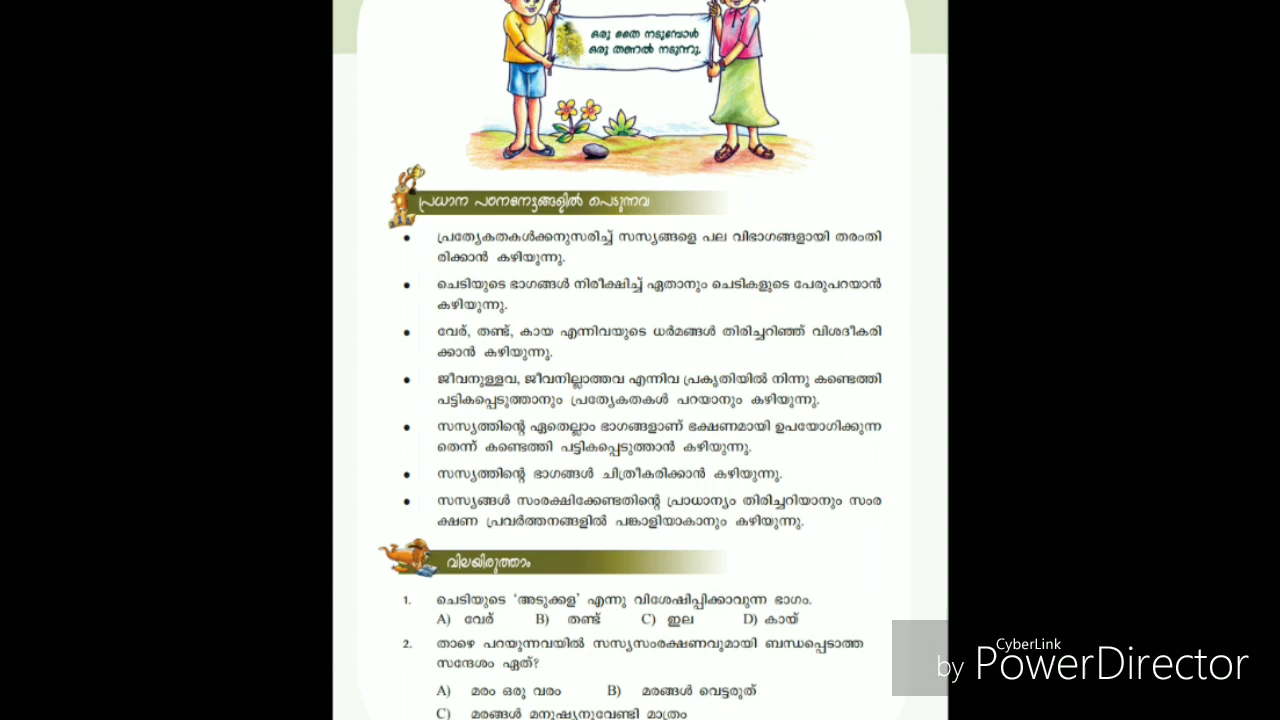 ഒരു തൈ നടുമ്പോൾ
ഒരു തണൽ നടുന്നു.
പ്രധാന പഠനനേട്ടങ്ങളിൽ പെടുന്നവ
• പ്രത്യേകതകൾക്കനുസരിച്ച് സസ്യങ്ങളെ പല വിഭാഗങ്ങളായി തരംതി
രിക്കാൻ കഴിയുന്നു.
• ചെടിയുടെ ഭാഗങ്ങൾ നിരീക്ഷിച്ച് ഏതാനും ചെടികളുടെ പേരുപറയാൻ
കഴിയുന്നു.
• വേര്, തണ്ട്, കായ എന്നിവയുടെ ധർമങ്ങൾ തിരിച്ചറിഞ്ഞ് വിശദീകരി
ക്കാൻ കഴിയുന്നു.
• ജീവനുള്ളവ, ജീവനില്ലാത്തവ എന്നിവ പ്രകൃതിയിൽ നിന്നു കണ്ടെത്തി
പട്ടികപ്പെടുത്താനും പ്രത്യേകതകൾ പറയാനും കഴിയുന്നു.
• സസ്യത്തിന്റെ ഏതെല്ലാം ഭാഗങ്ങളാണ് ഭക്ഷണമായി ഉപയോഗിക്കുന്ന
തെന്ന് കണ്ടെത്തി പട്ടികപ്പെടുത്താൻ കഴിയുന്നു.
• സസ്യത്തിന്റെ ഭാഗങ്ങൾ ചിത്രീകരിക്കാൻ കഴിയുന്നു.
• സസ്യങ്ങൾ സംരക്ഷിക്കേണ്ടതിന്റെ പ്രാധാന്യം തിരിച്ചറിയാനും സംര
ക്ഷണ പ്രവർത്തനങ്ങളിൽ പങ്കാളിയാകാനും കഴിയുന്നു.
വിലയിരുത്താം
1. ചെടിയുടെ ‘അടുക്കള’ എന്നു വിശേഷിപ്പിക്കാവുന്ന ഭാഗം.
A) വേര് B) തണ്ട് C) ഇല D) കായ്
2. താഴെ പറയുന്നവയിൽ സസ്യസംരക്ഷണവുമായി ബന്ധപ്പെടാത്ത
സന്ദേശം ഏത്?
A) മരം ഒരു വരം B) മരങ്ങൾ വെട്ടരുത്
C) മരങ്ങൾ മനുഷ്യനുവേണ്ടി മാത്രം
CyberLink
by PowerDirector